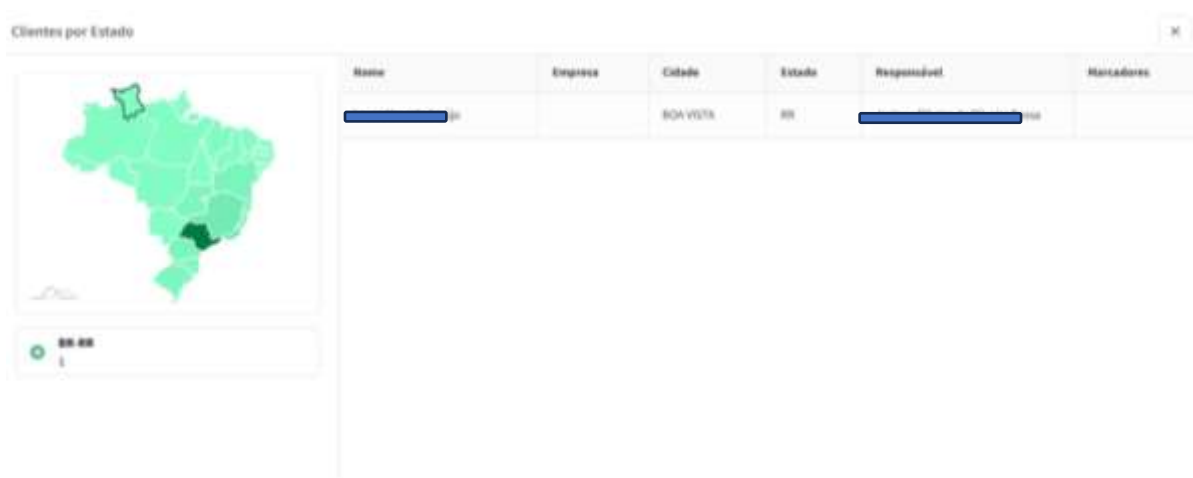 Clientes por Estado
×
Nome Empresa Cidade Estado Responsável Marcadores
BOA VISTA RR
BR-RR
1